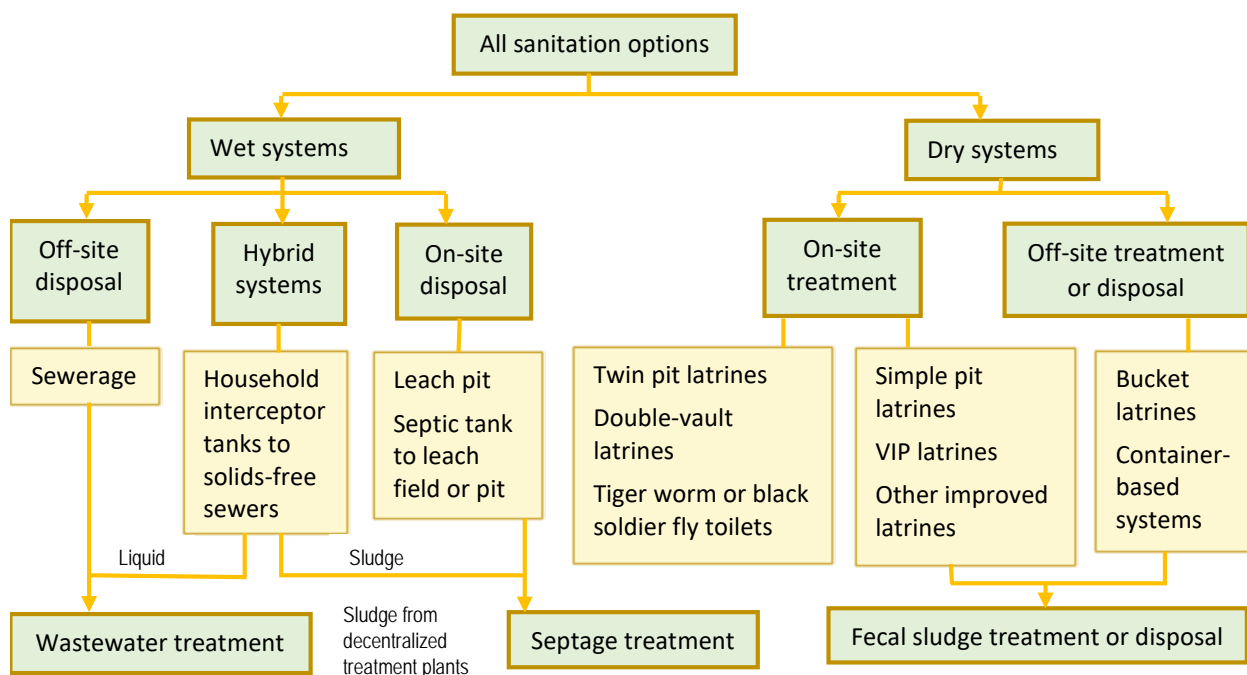 All sanitation options
Wet systems
Dry systems
Off-site
disposal
Hybrid
systems
On-site
disposal
On-site
treatment
Off-site treatment
or disposal
Sewerage
Household
interceptor
tanks to
solids-free
sewers
Leach pit
Septic tank
to leach
field or pit
Twin pit latrines
Double-vault
latrines
Tiger worm or black
soldier fly toilets
Simple pit
latrines
VIP latrines
Other improved
latrines
Bucket
latrines
Container-
based
systems
Liquid
Sludge
Wastewater treatment
Sludge from
decentralized
treatment plants
Septage treatment
Fecal sludge treatment or disposal